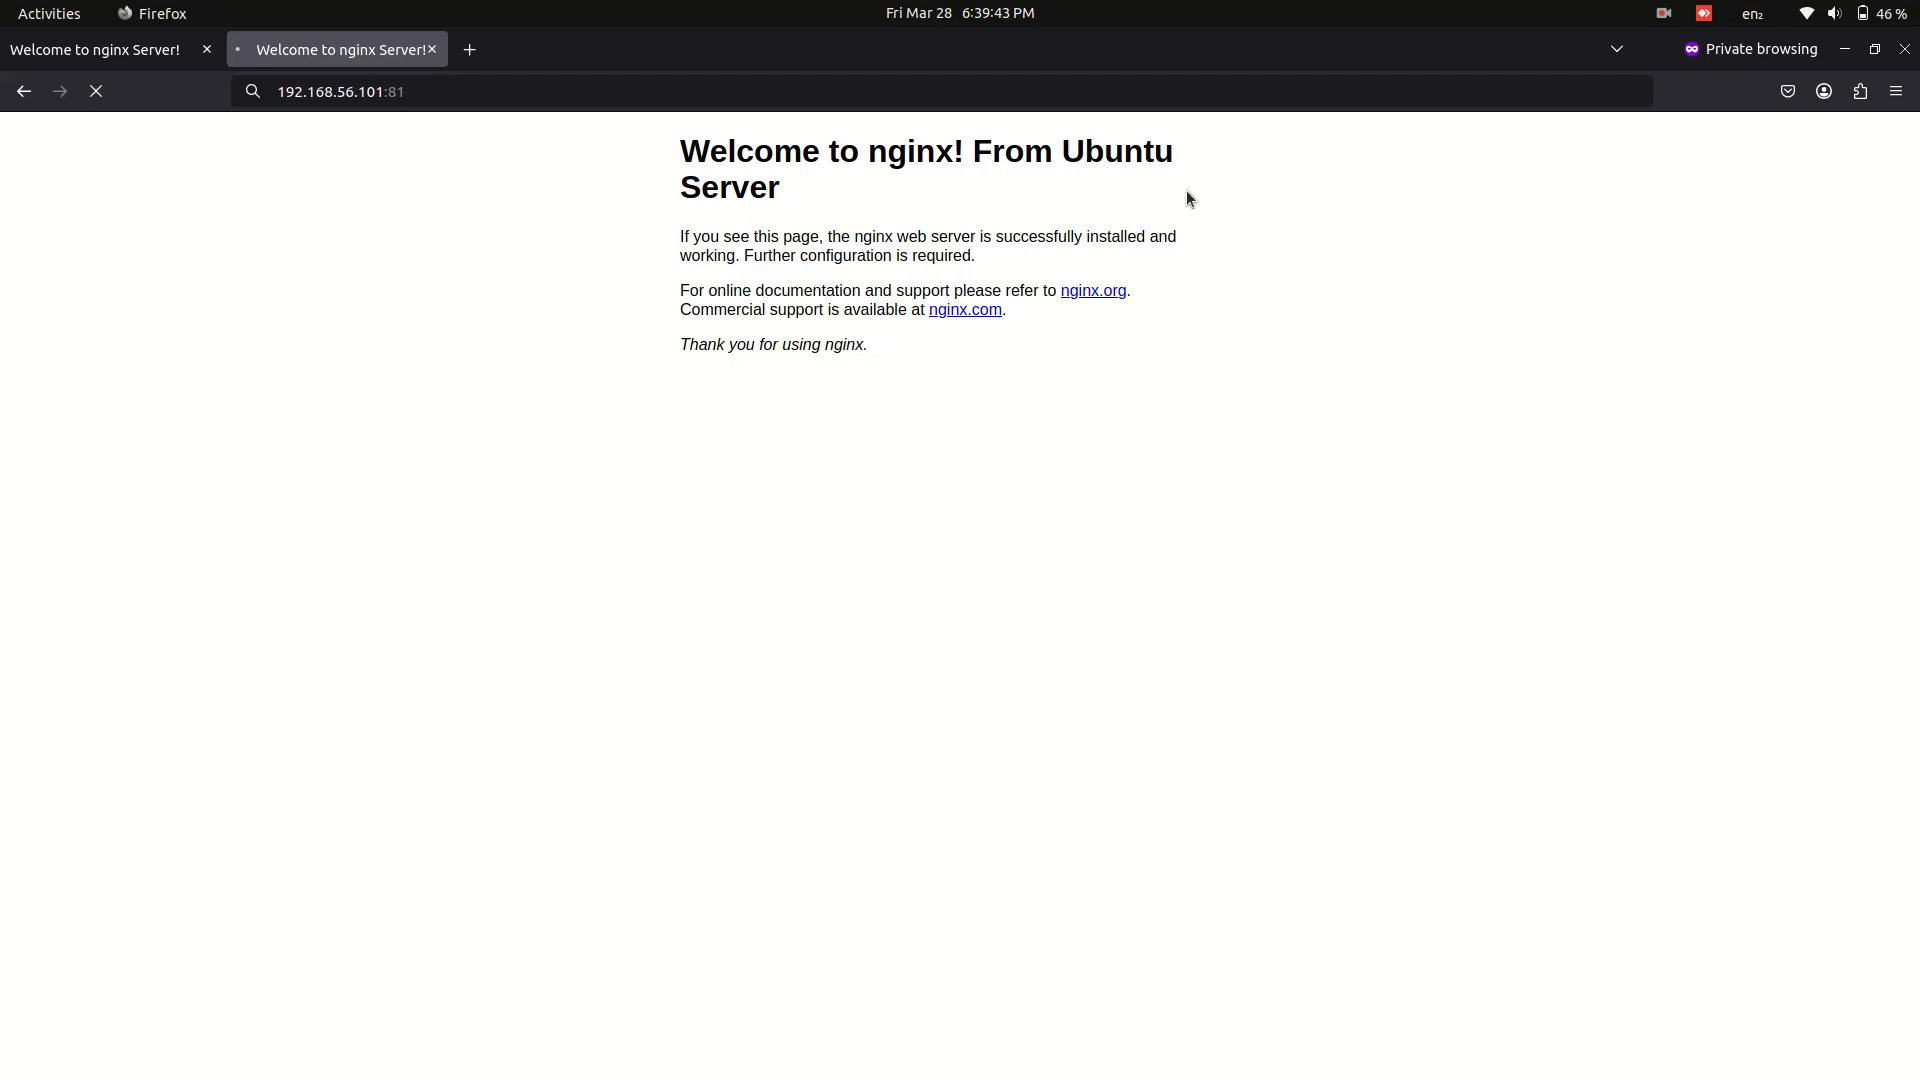 Activities
Firefox
Fri Mar 28 6:39:43 PM
en₂
46 %
Welcome to nginx Server!
Welcome to nginx Server!
Private browsing
192.168.56.101:81
Welcome to nginx! From Ubuntu
Server
If you see this page, the nginx web server is successfully installed and
working. Further configuration is required.
For online documentation and support please refer to nginx.org.
Commercial support is available at nginx.com.
Thank you for using nginx.